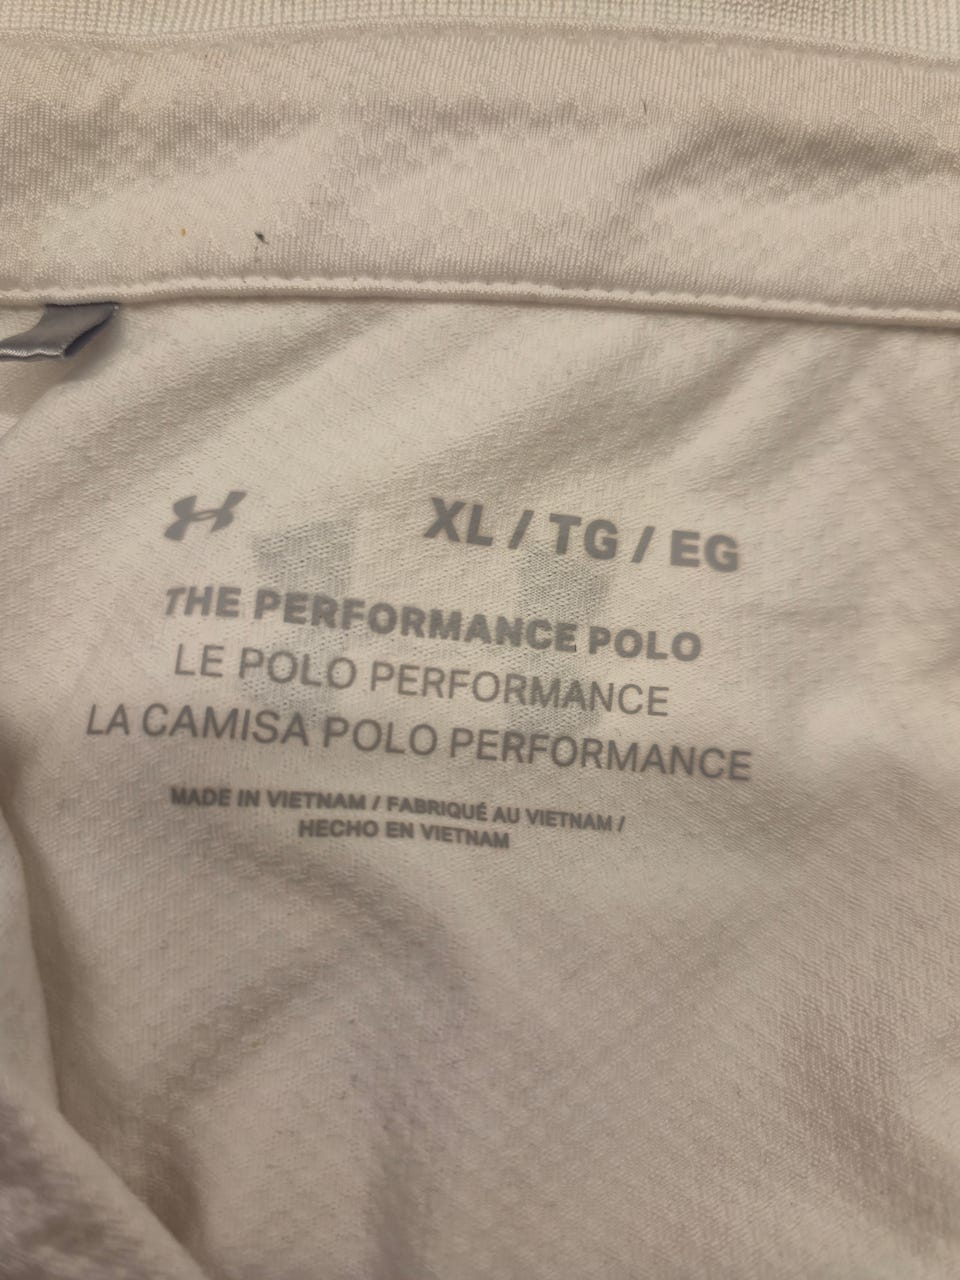 XL / TG / EG
THE PERFORMANCE POLO
LE POLO PERFORMANCE
LA CAMISA POLO PERFORMANCE
MADE IN VIETNAM / FABRIQUÉ AU VIETNAM /
HECHO EN VIETNAM